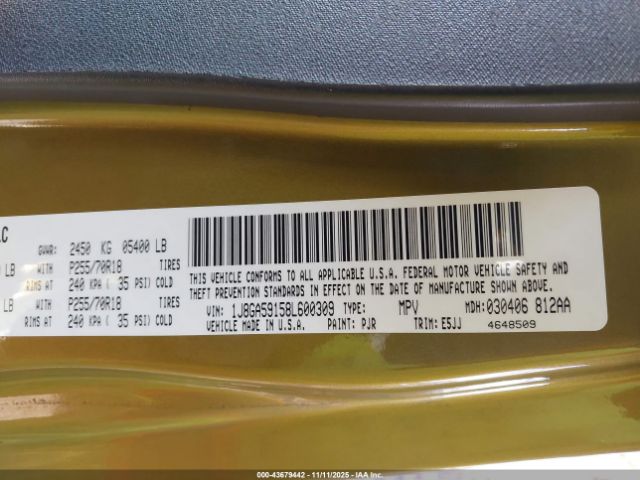 LC
GVWR: 2450 KG 05400 LB
LB WITH P255/70R18 TIRES
RIMS AT 240 KPA ( 35 PSI) COLD
LB WITH P255/70R18 TIRES
RIMS AT 240 KPA ( 35 PSI) COLD
THIS VEHICLE CONFORMS TO ALL APPLICABLE U.S.A. FEDERAL MOTOR VEHICLE SAFETY AND
THEFT PREVENTION STANDARDS IN EFFECT ON THE DATE OF MANUFACTURE SHOWN ABOVE.
VIN: 1J8GA59158L600309 TYPE: MPV MDH: 030406 812AA
VEHICLE MADE IN U.S.A. PAINT: PJR TRIM: E5JJ 4648509
000-43679442 - 11/11/2025 - IAA Inc.